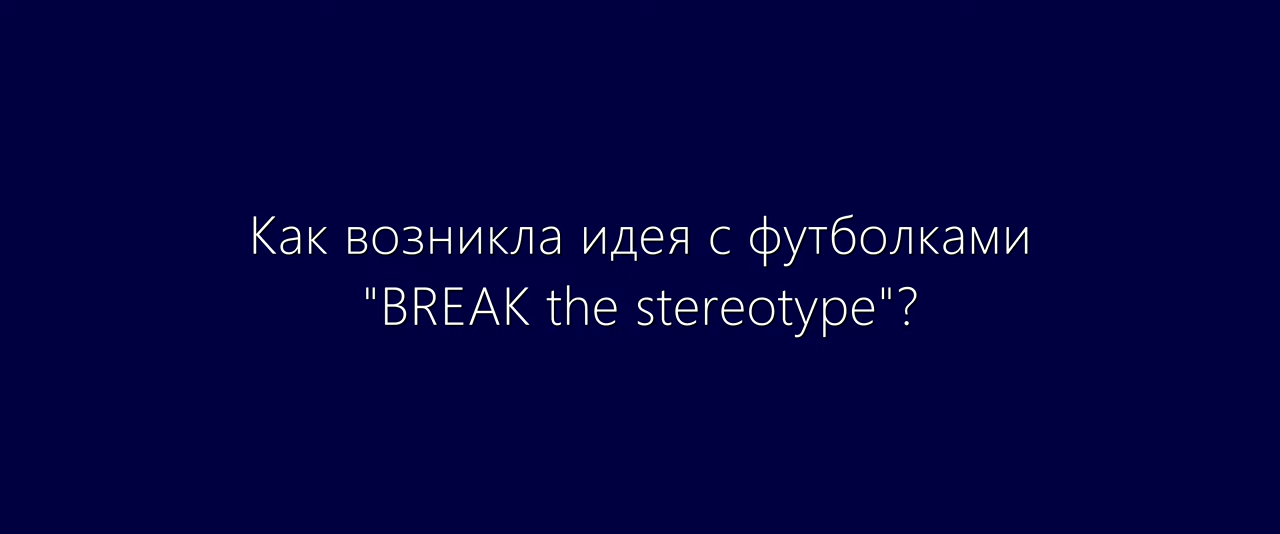 Как возникла идея с футболками
"BREAK the stereotype"?